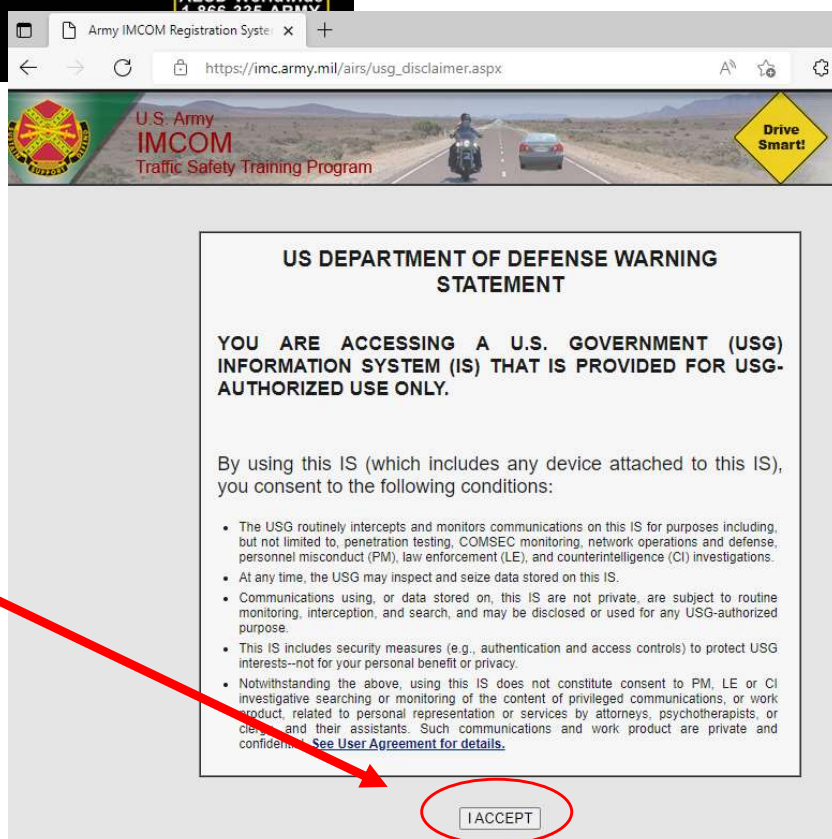 AESD Worldwide
1-866-335-ARMY
Army IMCOM Registration Syste
https://imc.army.mil/airs/usg_disclaimer.aspx
U.S. Army
IMCOM
Traffic Safety Training Program
SUPPORT
DEFEND
Drive
Smart!
US DEPARTMENT OF DEFENSE WARNING
STATEMENT
YOU ARE ACCESSING A U.S. GOVERNMENT (USG)
INFORMATION SYSTEM (IS) THAT IS PROVIDED FOR USG-
AUTHORIZED USE ONLY.
By using this IS (which includes any device attached to this IS),
you consent to the following conditions:
• The USG routinely intercepts and monitors communications on this IS for purposes including,
but not limited to, penetration testing, COMSEC monitoring, network operations and defense,
personnel misconduct (PM), law enforcement (LE), and counterintelligence (CI) investigations.
• At any time, the USG may inspect and seize data stored on this IS.
• Communications using, or data stored on, this IS are not private, are subject to routine
monitoring, interception, and search, and may be disclosed or used for any USG-authorized
purpose.
• This IS includes security measures (e.g., authentication and access controls) to protect USG
interests--not for your personal benefit or privacy.
• Notwithstanding the above, using this IS does not constitute consent to PM, LE or CI
investigative searching or monitoring of the content of privileged communications, or work
product, related to personal representation or services by attorneys, psychotherapists, or
clergy, and their assistants. Such communications and work product are private and
confidential. See User Agreement for details.
I ACCEPT